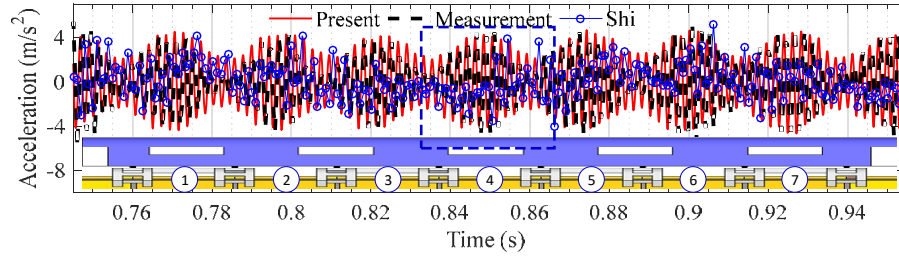 Present Measurement Shi
Acceleration (m/s²)
4
0
-4
-8
1 2 3 4 5 6 7
0.76 0.78 0.8 0.82 0.84 0.86 0.88 0.9 0.92 0.94
Time (s)